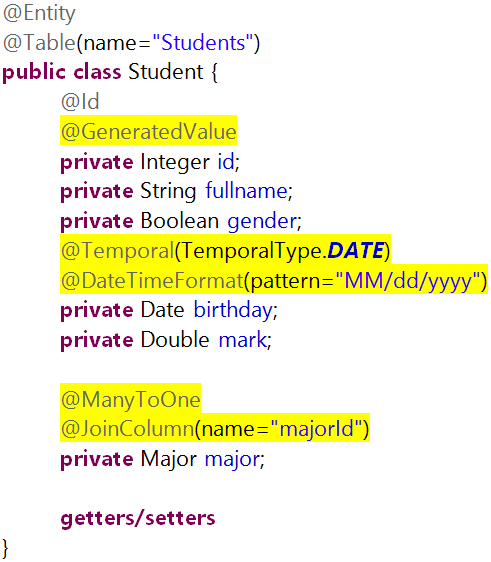 @Entity
@Table(name="Students")
public class Student {
@Id
@GeneratedValue
private Integer id;
private String fullname;
private Boolean gender;
@Temporal(TemporalType.DATE)
@DateTimeFormat(pattern="MM/dd/yyyy")
private Date birthday;
private Double mark;
@ManyToOne
@JoinColumn(name="majorId")
private Major major;
getters/setters
}